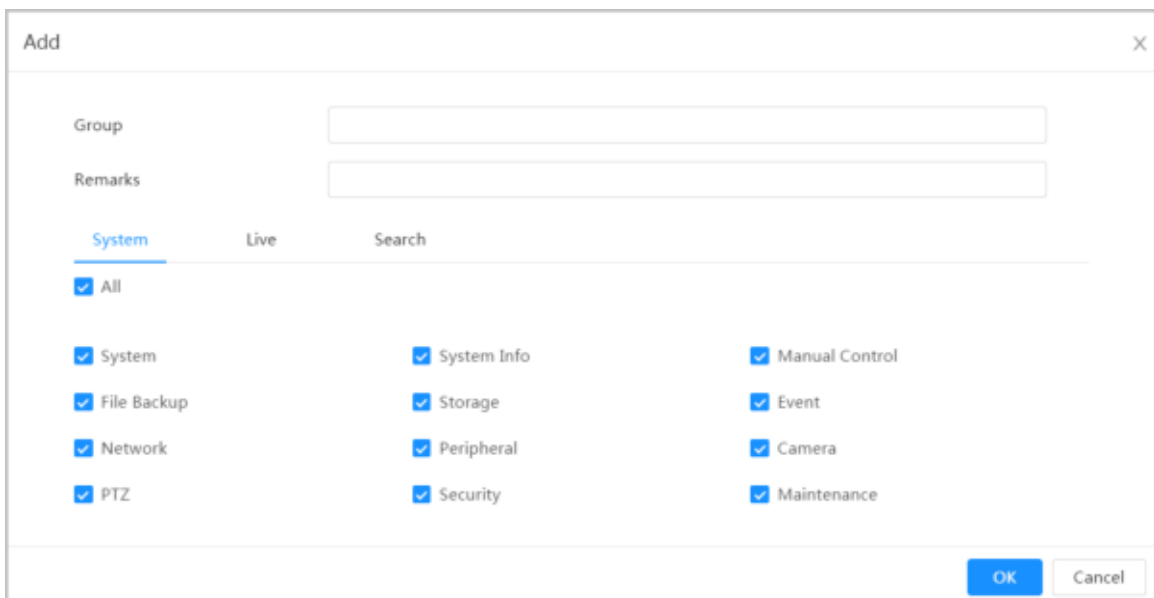 Add
Group
Remarks
System Live Search
All
System System Info Manual Control
File Backup Storage Event
Network Peripheral Camera
PTZ Security Maintenance
OK Cancel